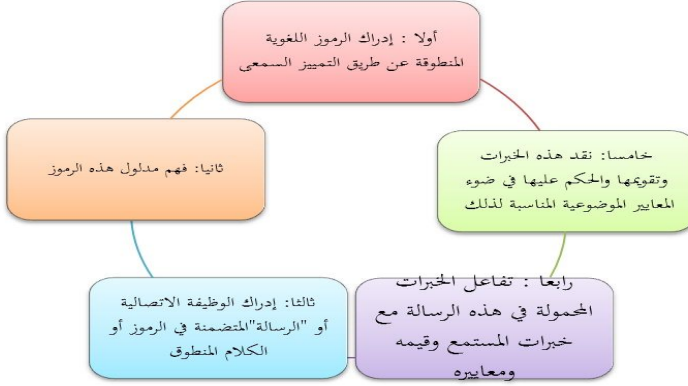 أولا : إدراك الرموز اللغوية
المنطوقة عن طريق التمييز السمعى
ثانيا: فهم مدلول هذه الرموز
ثالثا: إدراك الوظيفة الاتصالية
أو "الرسالة"المتضمنة في الرموز أو
الكلام المنطوق
رابعا : تفاعل الخبرات
المحمولة في هذه الرسالة مع
خبرات المستمع وقيمه
ومعاييره
خامسا: نقد هذه الخبرات
وتقويمها والحكم عليها في ضوء
المعايير الموضوعية المناسبة لذلك